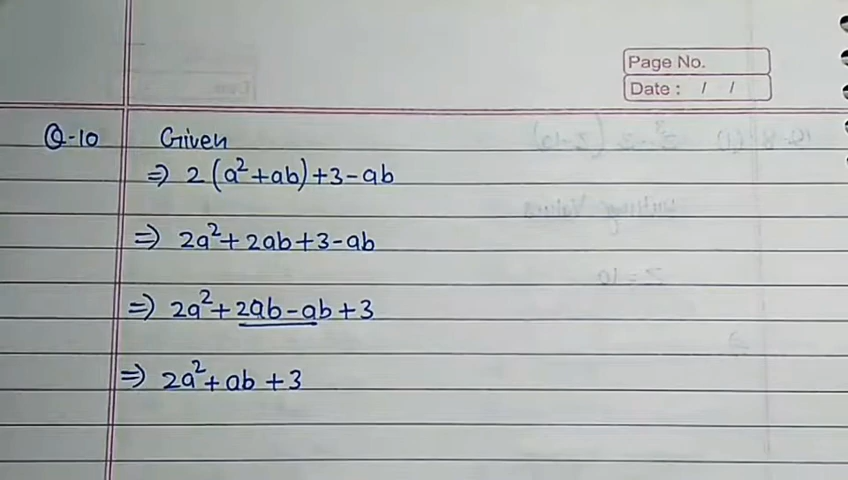 Page No.
Date : / /
Q-10 Given
⇒ 2(a²+ab)+3-ab
⇒ 2a²+2ab+3-ab
⇒ 2a²+2ab-ab+3
⇒ 2a²+ab+3